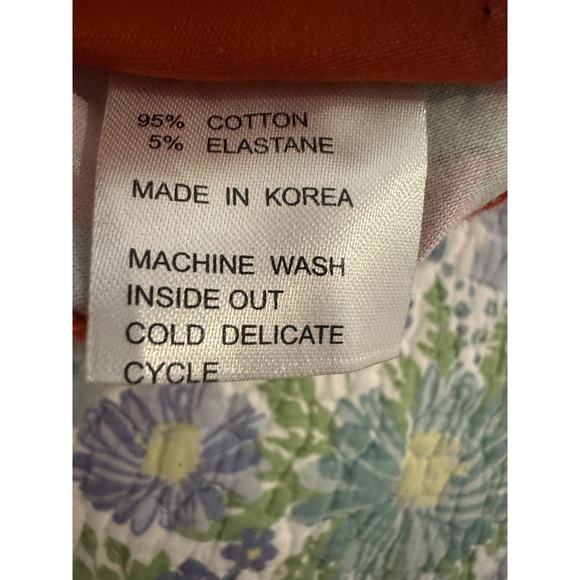 95% COTTON
5% ELASTANE
MADE IN KOREA
MACHINE WASH
INSIDE OUT
COLD DELICATE
CYCLE